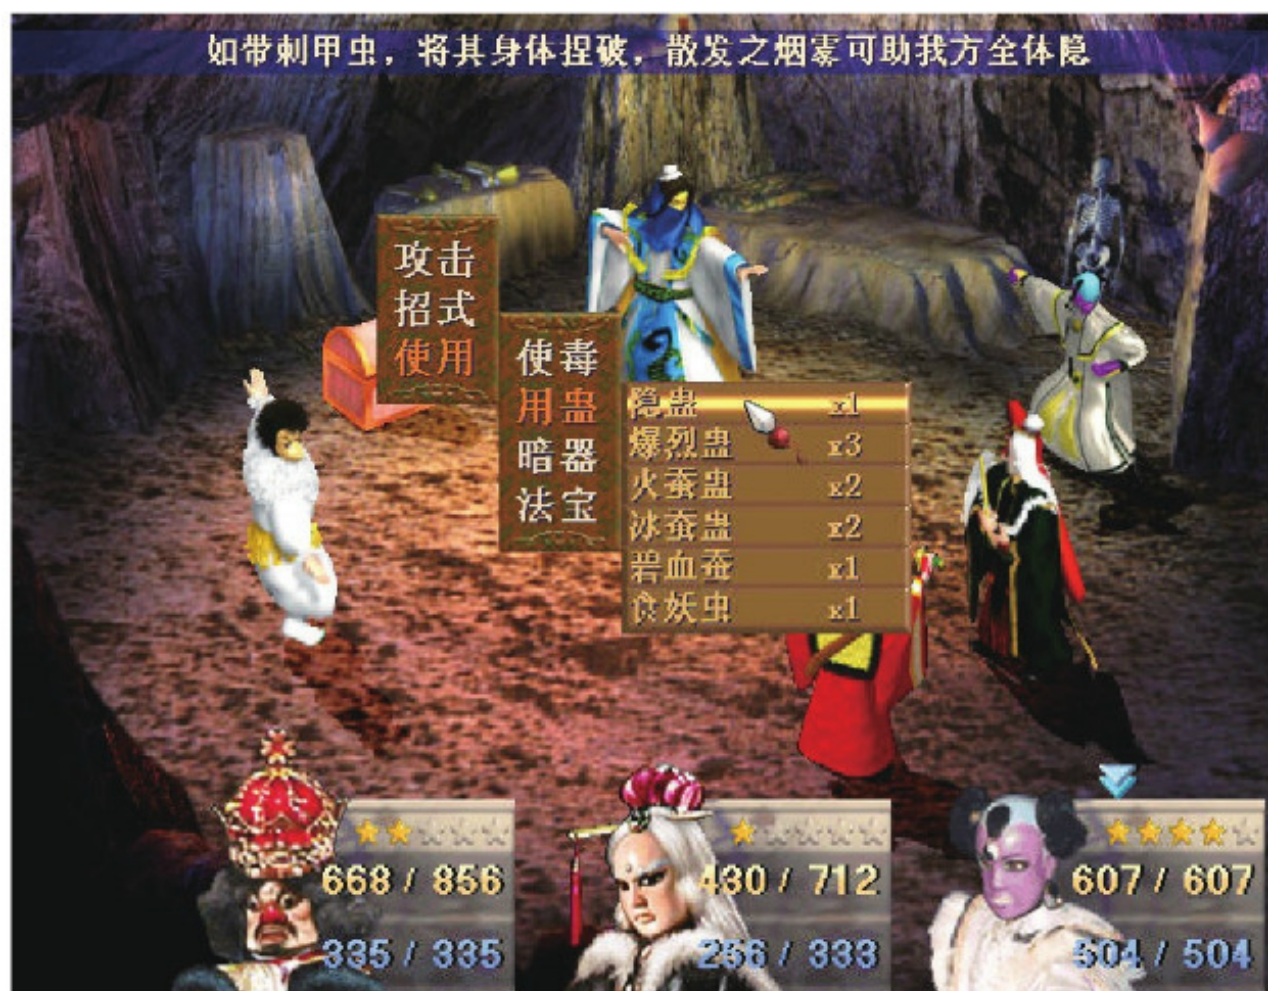 如带刺甲虫，将其身体捏破，散发之烟雾可助我方全体隐
攻击
招式
使用
使毒
用蛊
暗器
法宝
隐蛊 x1
爆烈蛊 x3
火蚕蛊 x2
冰蚕蛊 x2
碧血蚕 x1
食妖虫 x1
668 / 856
335 / 335
430 / 712
256 / 333
607 / 607
504 / 504